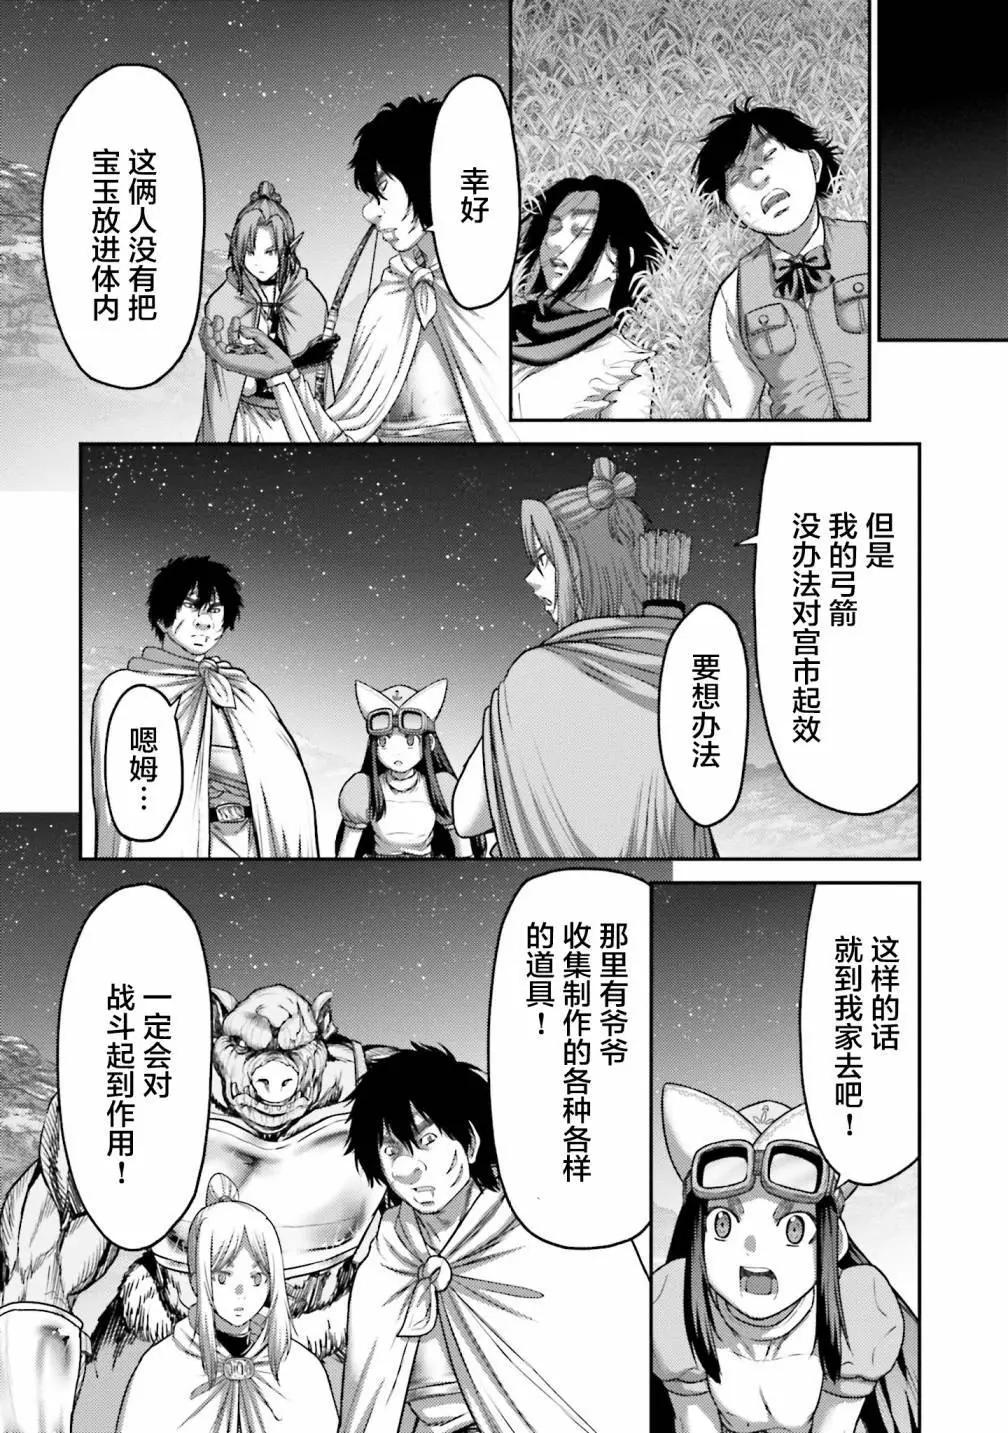 幸好
这俩人没有把
宝玉放进体内
但是
我的弓箭
没办法对宫市起效
要想办法
嗯姆…
这样的话
就到我家去吧！
那里有爷爷
收集制作的各种各样
的道具！
一定会对
战斗起到作用！